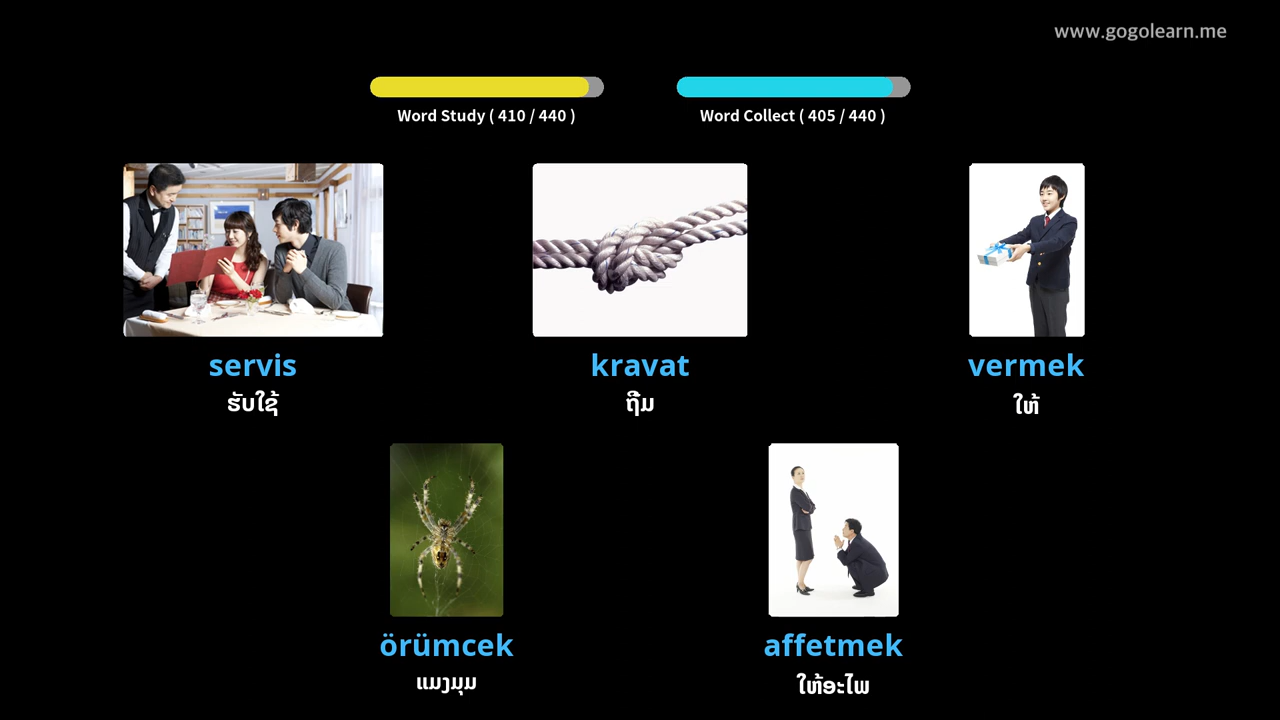 www.gogolearn.me
Word Study ( 410 / 440 )
Word Collect ( 405 / 440 )
servis
ຮັບໃຊ້
kravat
ຖືມ
vermek
ໃຫ້
örümcek
ແມງມຸມ
affetmek
ໃຫ້ອະໄພ